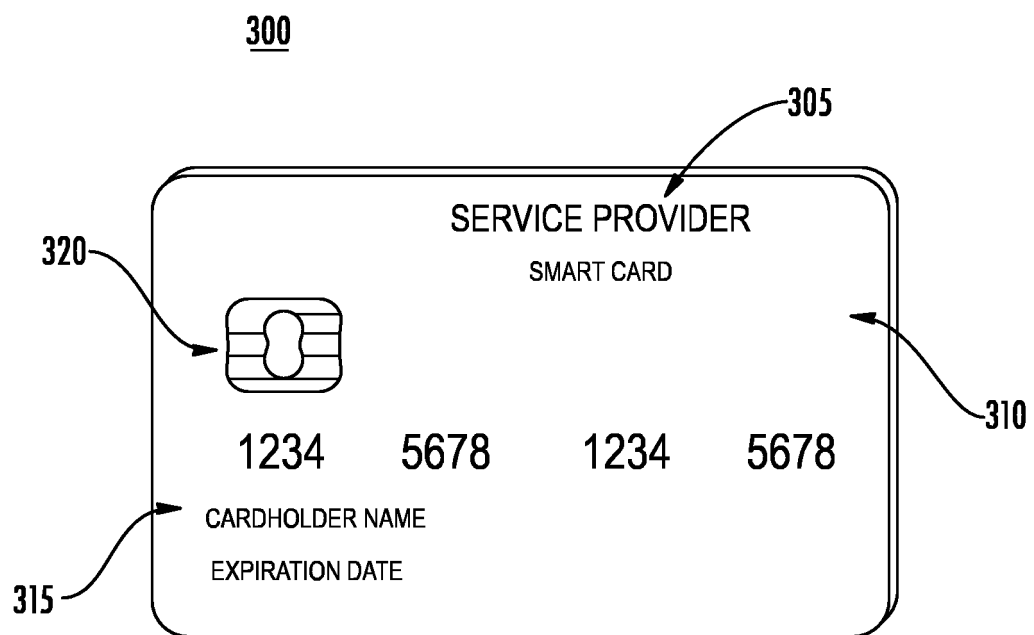 300
305
SERVICE PROVIDER
320
SMART CARD
310
1234 5678 1234 5678
CARDHOLDER NAME
EXPIRATION DATE
315